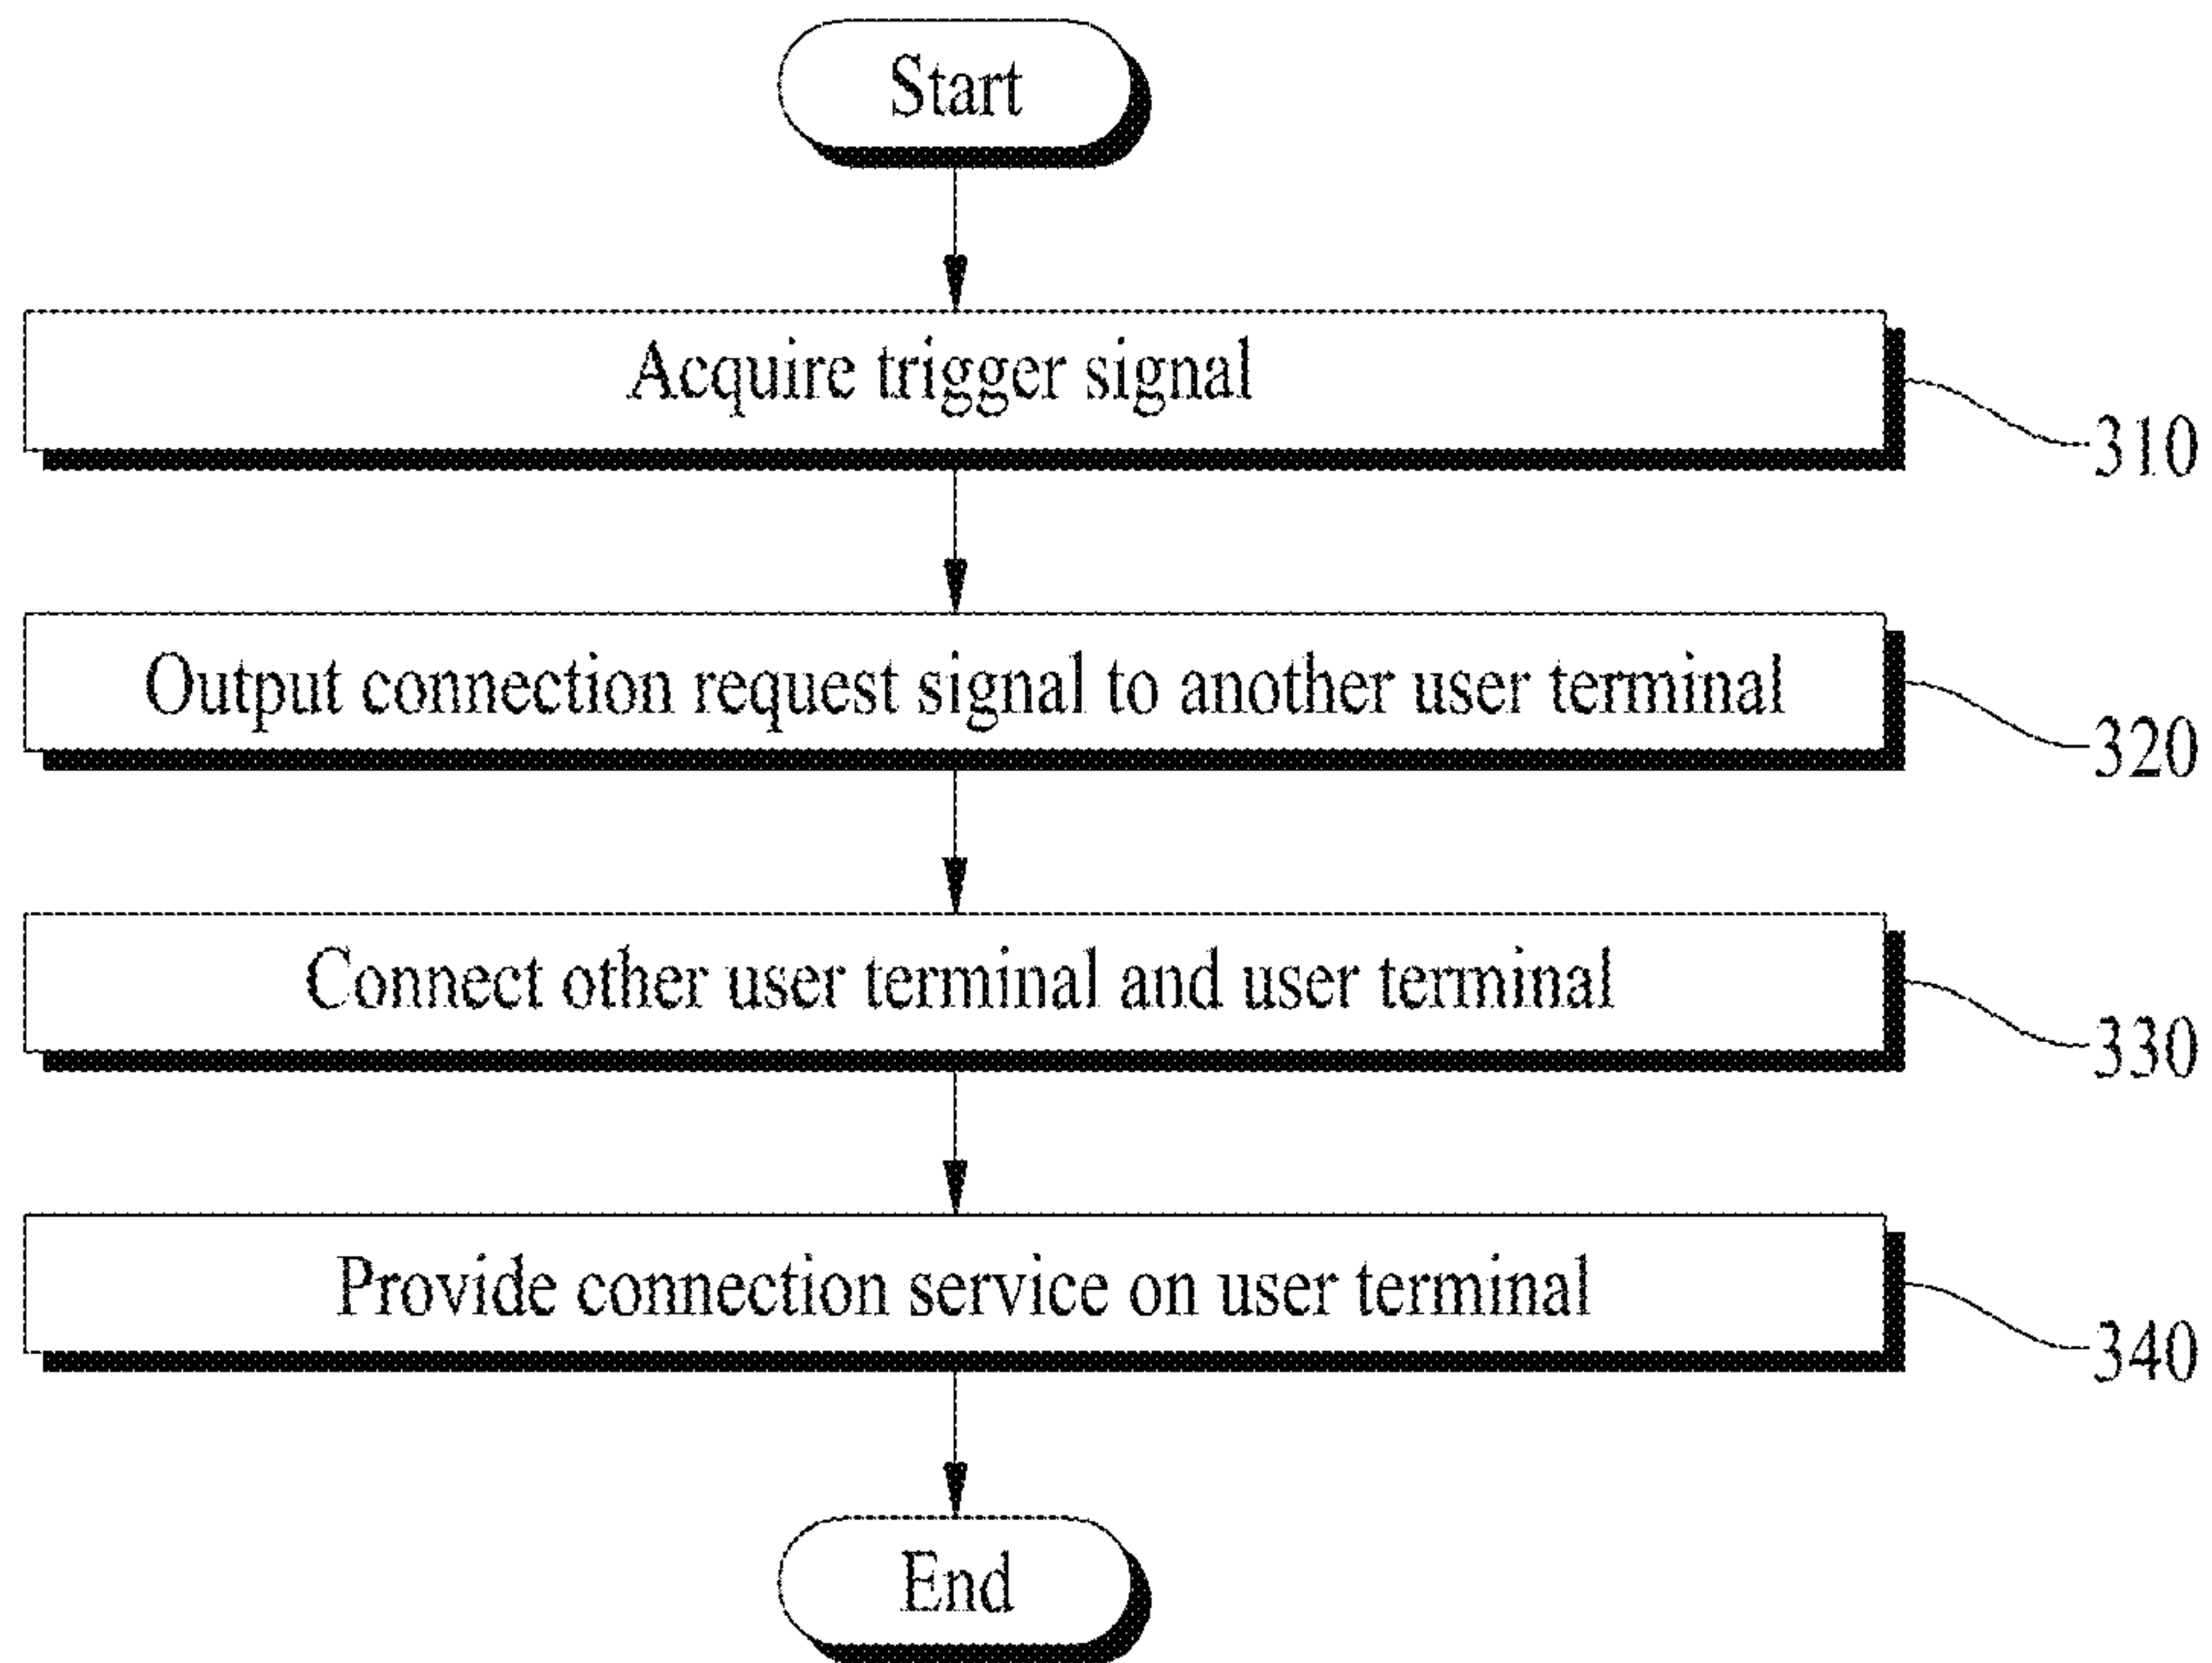 Start
Acquire trigger signal
310
Output connection request signal to another user terminal
320
Connect other user terminal and user terminal
330
Provide connection service on user terminal
340
End